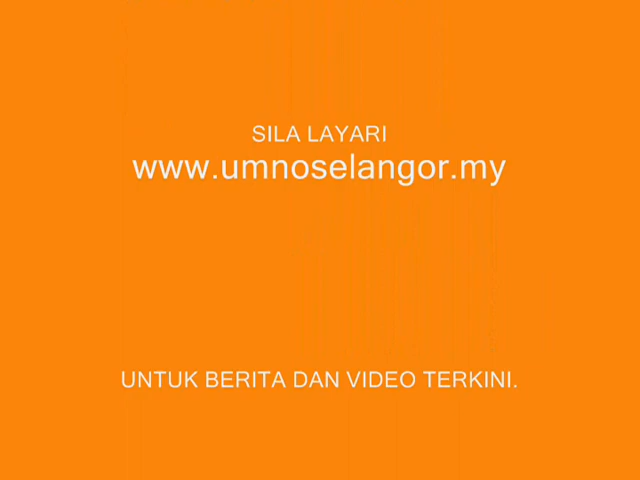 SILA LAYARI
www.umnoselangor.my
UNTUK BERITA DAN VIDEO TERKINI.